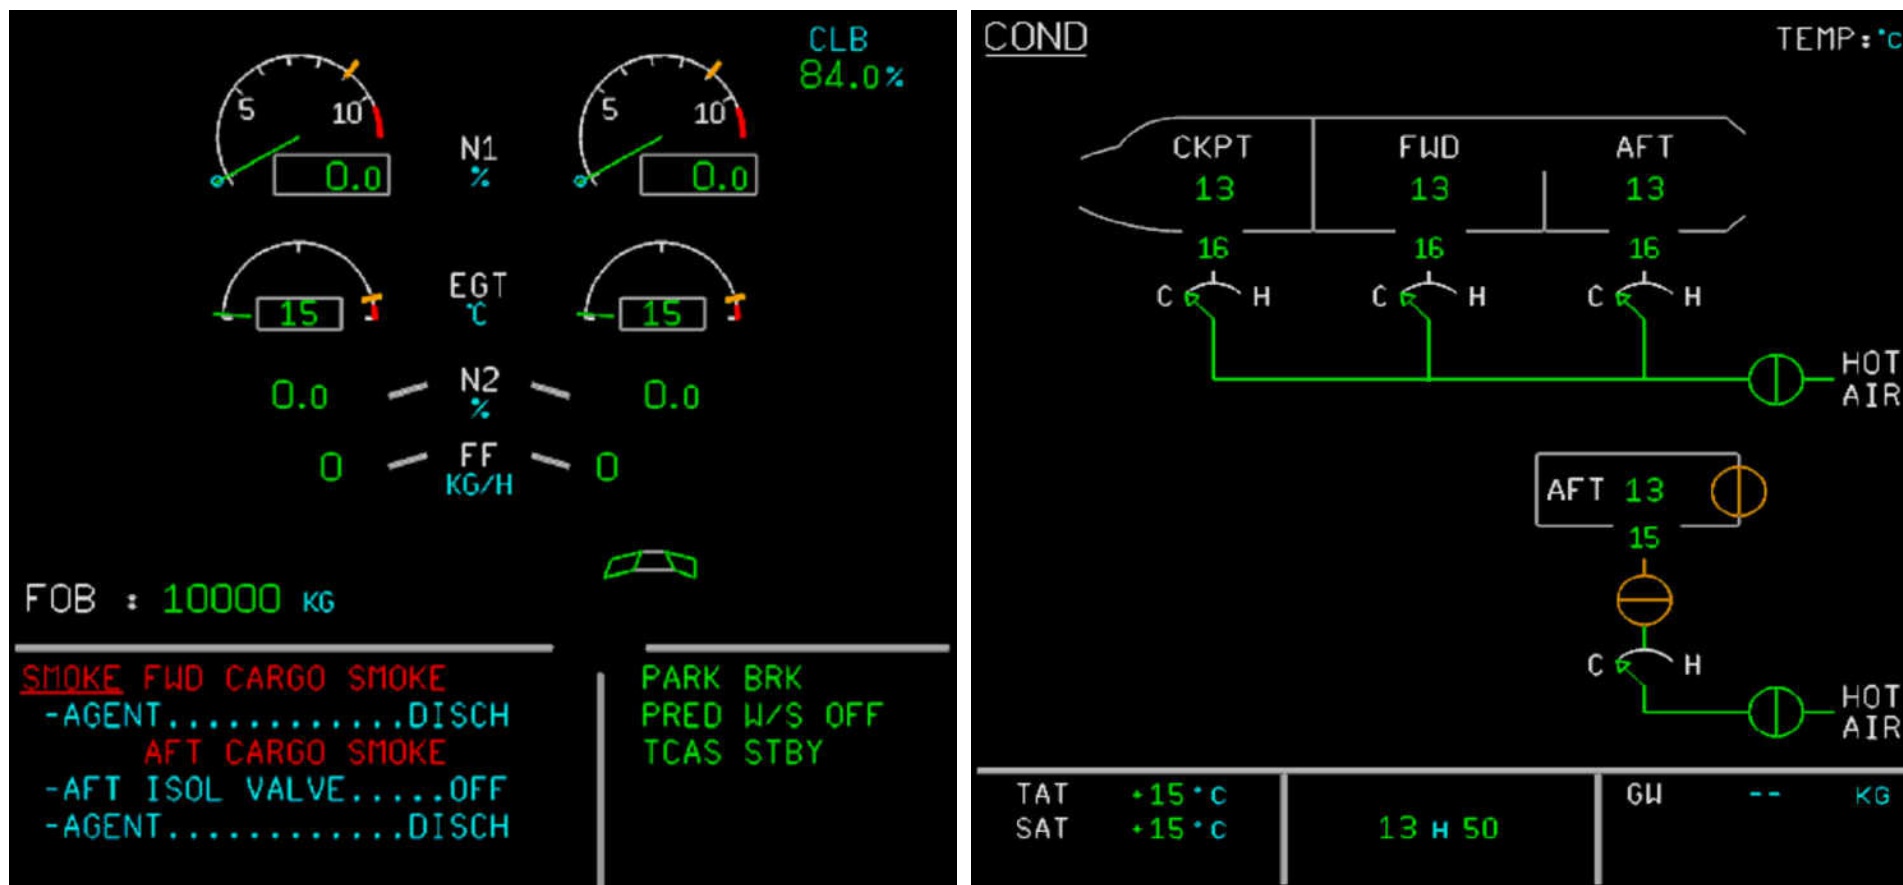 CLB
84.0%
5 10 5 10
N1
%
0.0 0.0
EGT
°C
15 15
N2
%
0.0 0.0
FF
KG/H
0 0
FOB : 10000 KG
SMOKE FWD CARGO SMOKE
-AGENT............DISCH
AFT CARGO SMOKE
-AFT ISOL VALVE.....OFF
-AGENT............DISCH
PARK BRK
PRED W/S OFF
TCAS STBY
COND
TEMP:°C
CKPT FWD AFT
13 13 13
16 16 16
C H C H C H
HOT
AIR
AFT 13
15
C H
HOT
AIR
TAT +15°C
SAT +15°C
13 H 50
GW -- KG